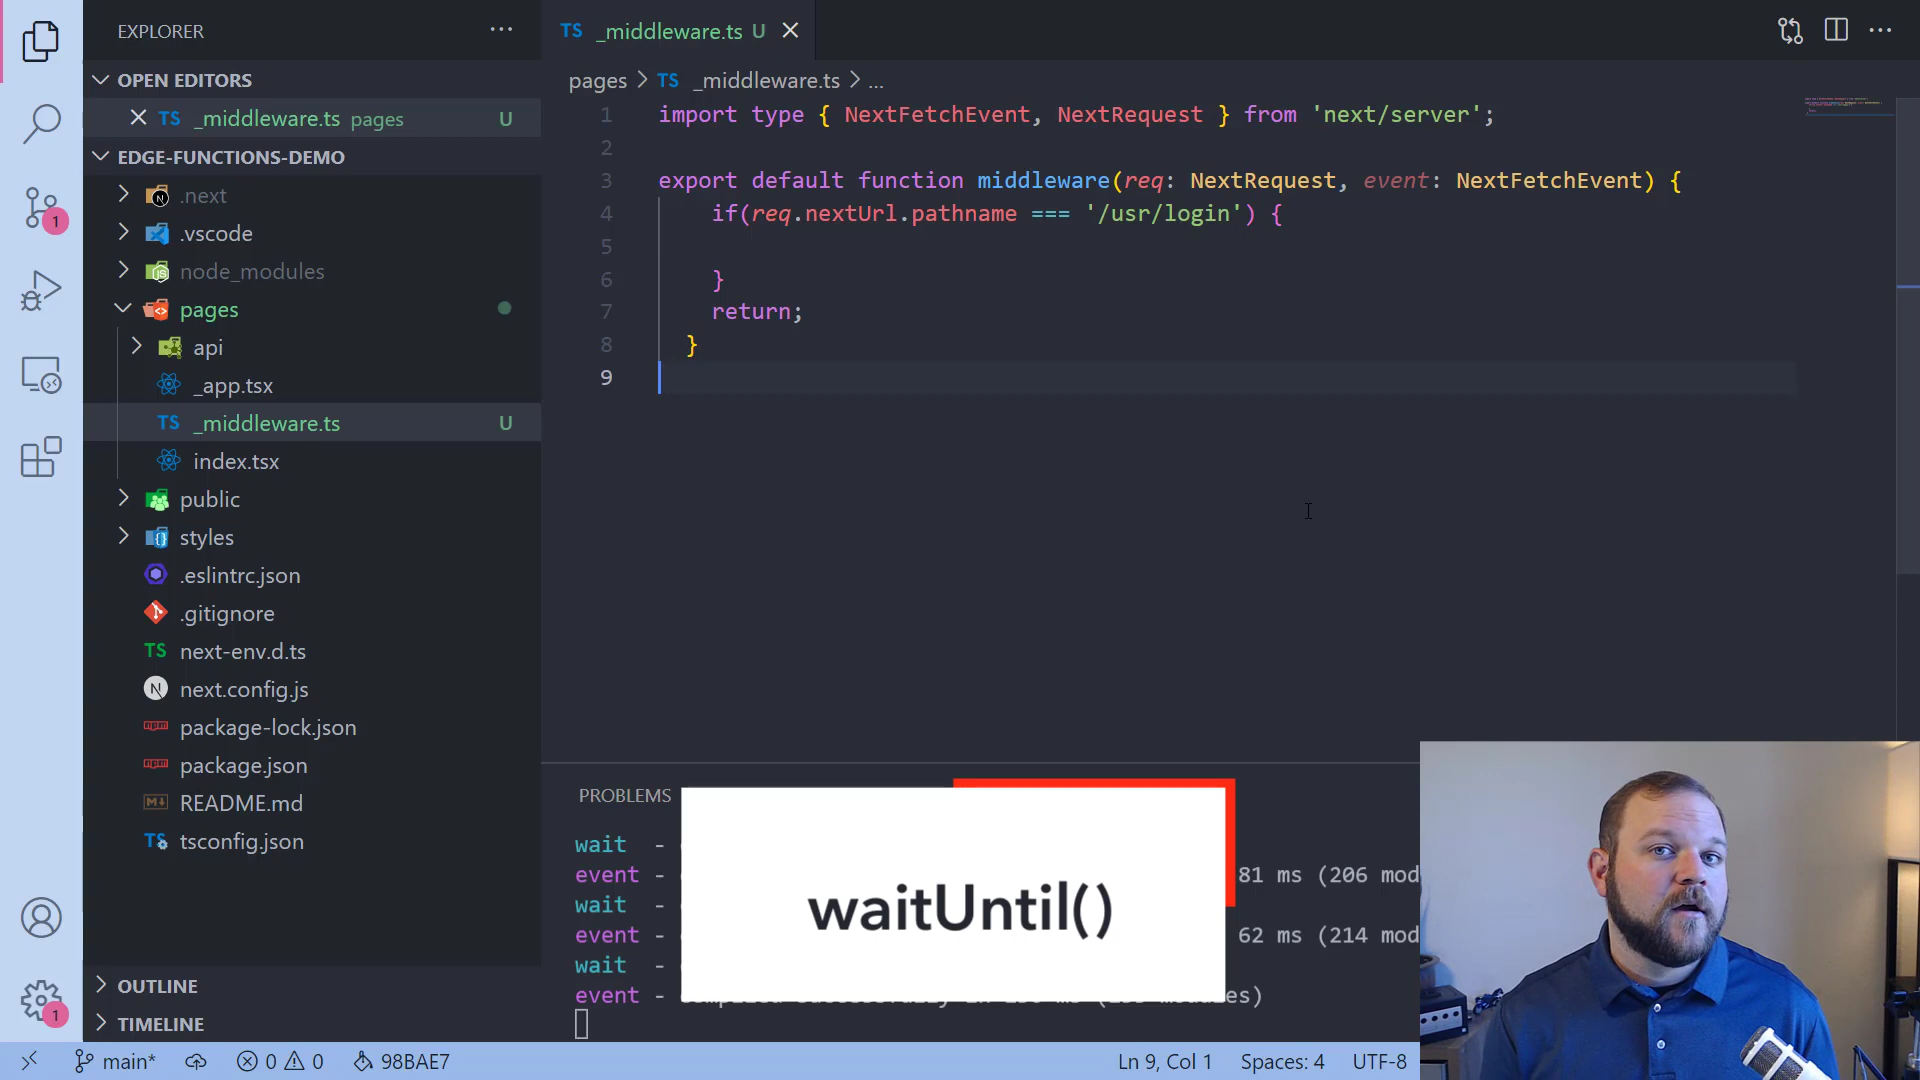 EXPLORER
OPEN EDITORS
TS _middleware.ts pages U
EDGE-FUNCTIONS-DEMO
.next
.vscode
node_modules
pages
api
_app.tsx
TS _middleware.ts U
index.tsx
public
styles
.eslintrc.json
.gitignore
TS next-env.d.ts
N next.config.js
package-lock.json
package.json
README.md
TS tsconfig.json
OUTLINE
TIMELINE
1
1
TS _middleware.ts U
pages > TS _middleware.ts > ...
1 import type { NextFetchEvent, NextRequest } from 'next/server';
2
3 export default function middleware(req: NextRequest, event: NextFetchEvent) {
4 if(req.nextUrl.pathname === '/usr/login') {
5
6 }
7 return;
8 }
9
PROBLEMS
wait -
event - 81 ms (206 mod
wait -
event - 62 ms (214 mod
wait -
event - es)
waitUntil()
main* 0 0 98BAE7 Ln 9, Col 1 Spaces: 4 UTF-8